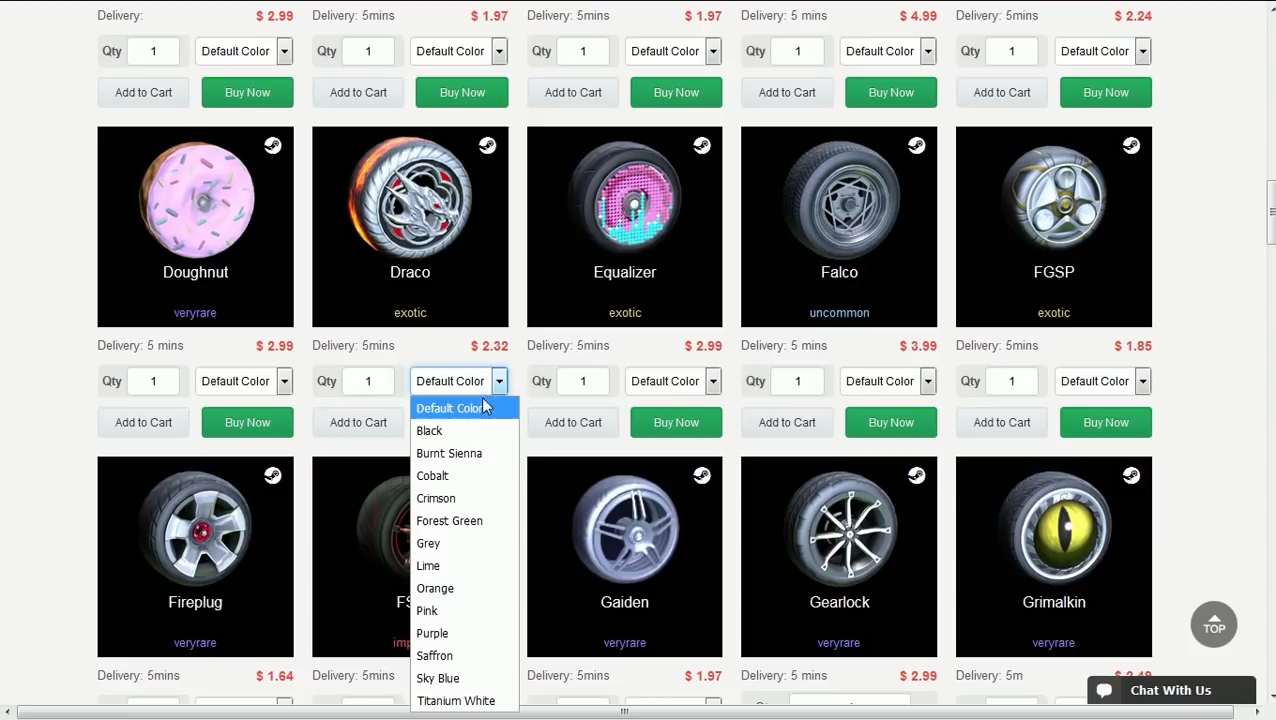 Delivery: $ 2.99 Delivery: 5mins $ 1.97 Delivery: 5mins $ 1.97 Delivery: 5 mins $ 4.99 Delivery: 5mins $ 2.24
Qty 1 Default Color Qty 1 Default Color Qty 1 Default Color Qty 1 Default Color Qty 1 Default Color
Add to Cart Buy Now Add to Cart Buy Now Add to Cart Buy Now Add to Cart Buy Now Add to Cart Buy Now
Doughnut Draco Equalizer Falco FGSP
veryrare exotic exotic uncommon exotic
Delivery: 5 mins $ 2.99 Delivery: 5mins $ 2.32 Delivery: 5mins $ 2.99 Delivery: 5 mins $ 3.99 Delivery: 5mins $ 1.85
Qty 1 Default Color Qty 1 Default Color Qty 1 Default Color Qty 1 Default Color Qty 1 Default Color
Add to Cart Buy Now Add to Cart Add to Cart Buy Now Add to Cart Buy Now Add to Cart Buy Now
Default Color
Black
Burnt Sienna
Cobalt
Crimson
Forest Green
Grey
Lime
Orange
Pink
Purple
Saffron
Sky Blue
Titanium White
Fireplug Gaiden Gearlock Grimalkin
veryrare veryrare veryrare veryrare
Delivery: 5mins $ 1.64 Delivery: 5mins Delivery: 5mins $ 1.97 Delivery: 5mins $ 2.99 Delivery: 5m
TOP
Chat With Us